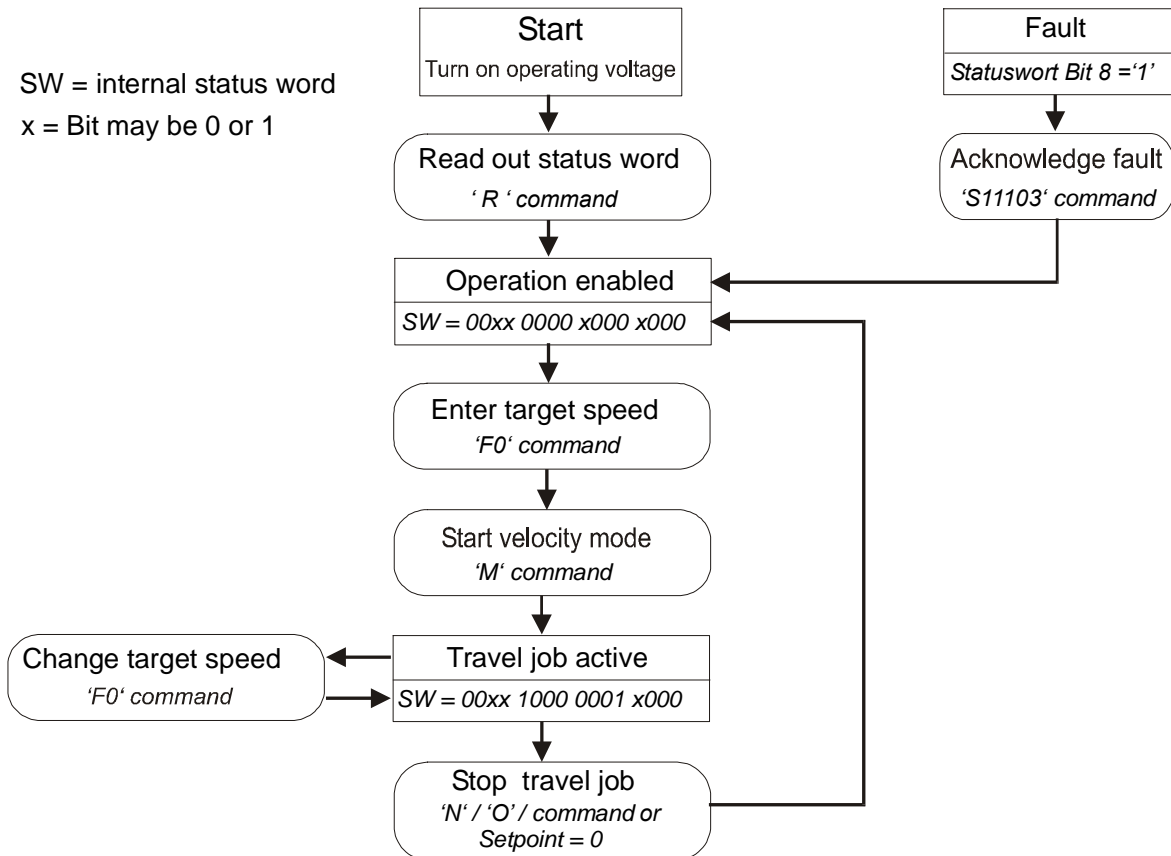 Start
Turn on operating voltage
Fault
Statuswort Bit 8 =‘1’
SW = internal status word
x = Bit may be 0 or 1
Read out status word
‘ R ‘ command
Acknowledge fault
‘S11103‘ command
Operation enabled
SW = 00xx 0000 x000 x000
Enter target speed
‘F0‘ command
Start velocity mode
‘M‘ command
Change target speed
‘F0‘ command
Travel job active
SW = 00xx 1000 0001 x000
Stop travel job
‘N‘ / ‘O’ / command or
Setpoint = 0